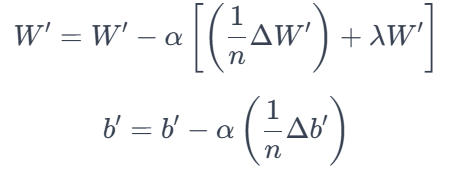 W′ = W′ − α [ ( 1/n ΔW′ ) + λW′ ]
b′ = b′ − α ( 1/n Δb′ )